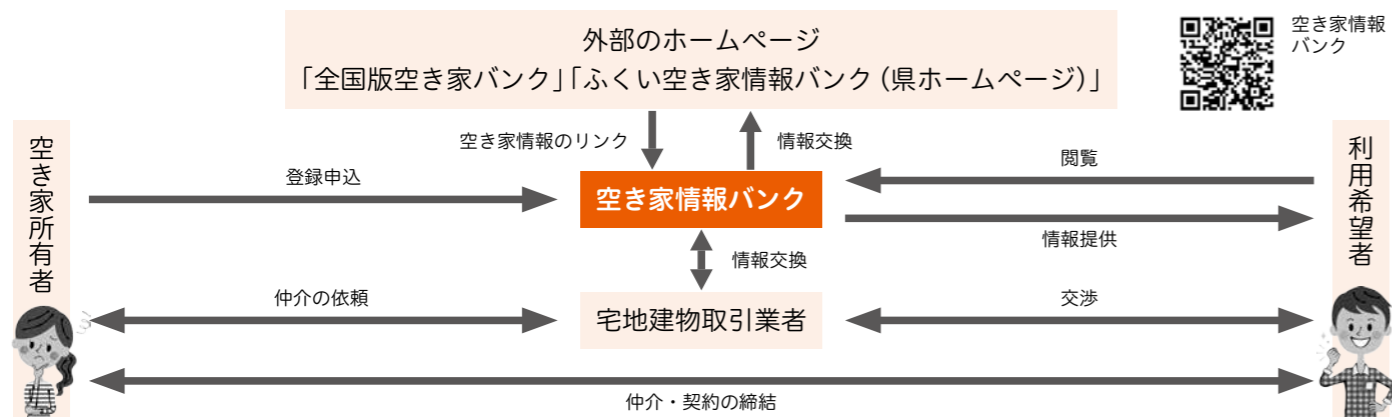 外部のホームページ
「全国版空き家バンク」「ふくい空き家情報バンク(県ホームページ)」
空き家情報
バンク
空き家情報のリンク
情報交換
空き家所有者
登録申込
空き家情報バンク
閲覧
情報提供
利用希望者
情報交換
仲介の依頼
宅地建物取引業者
交渉
仲介・契約の締結